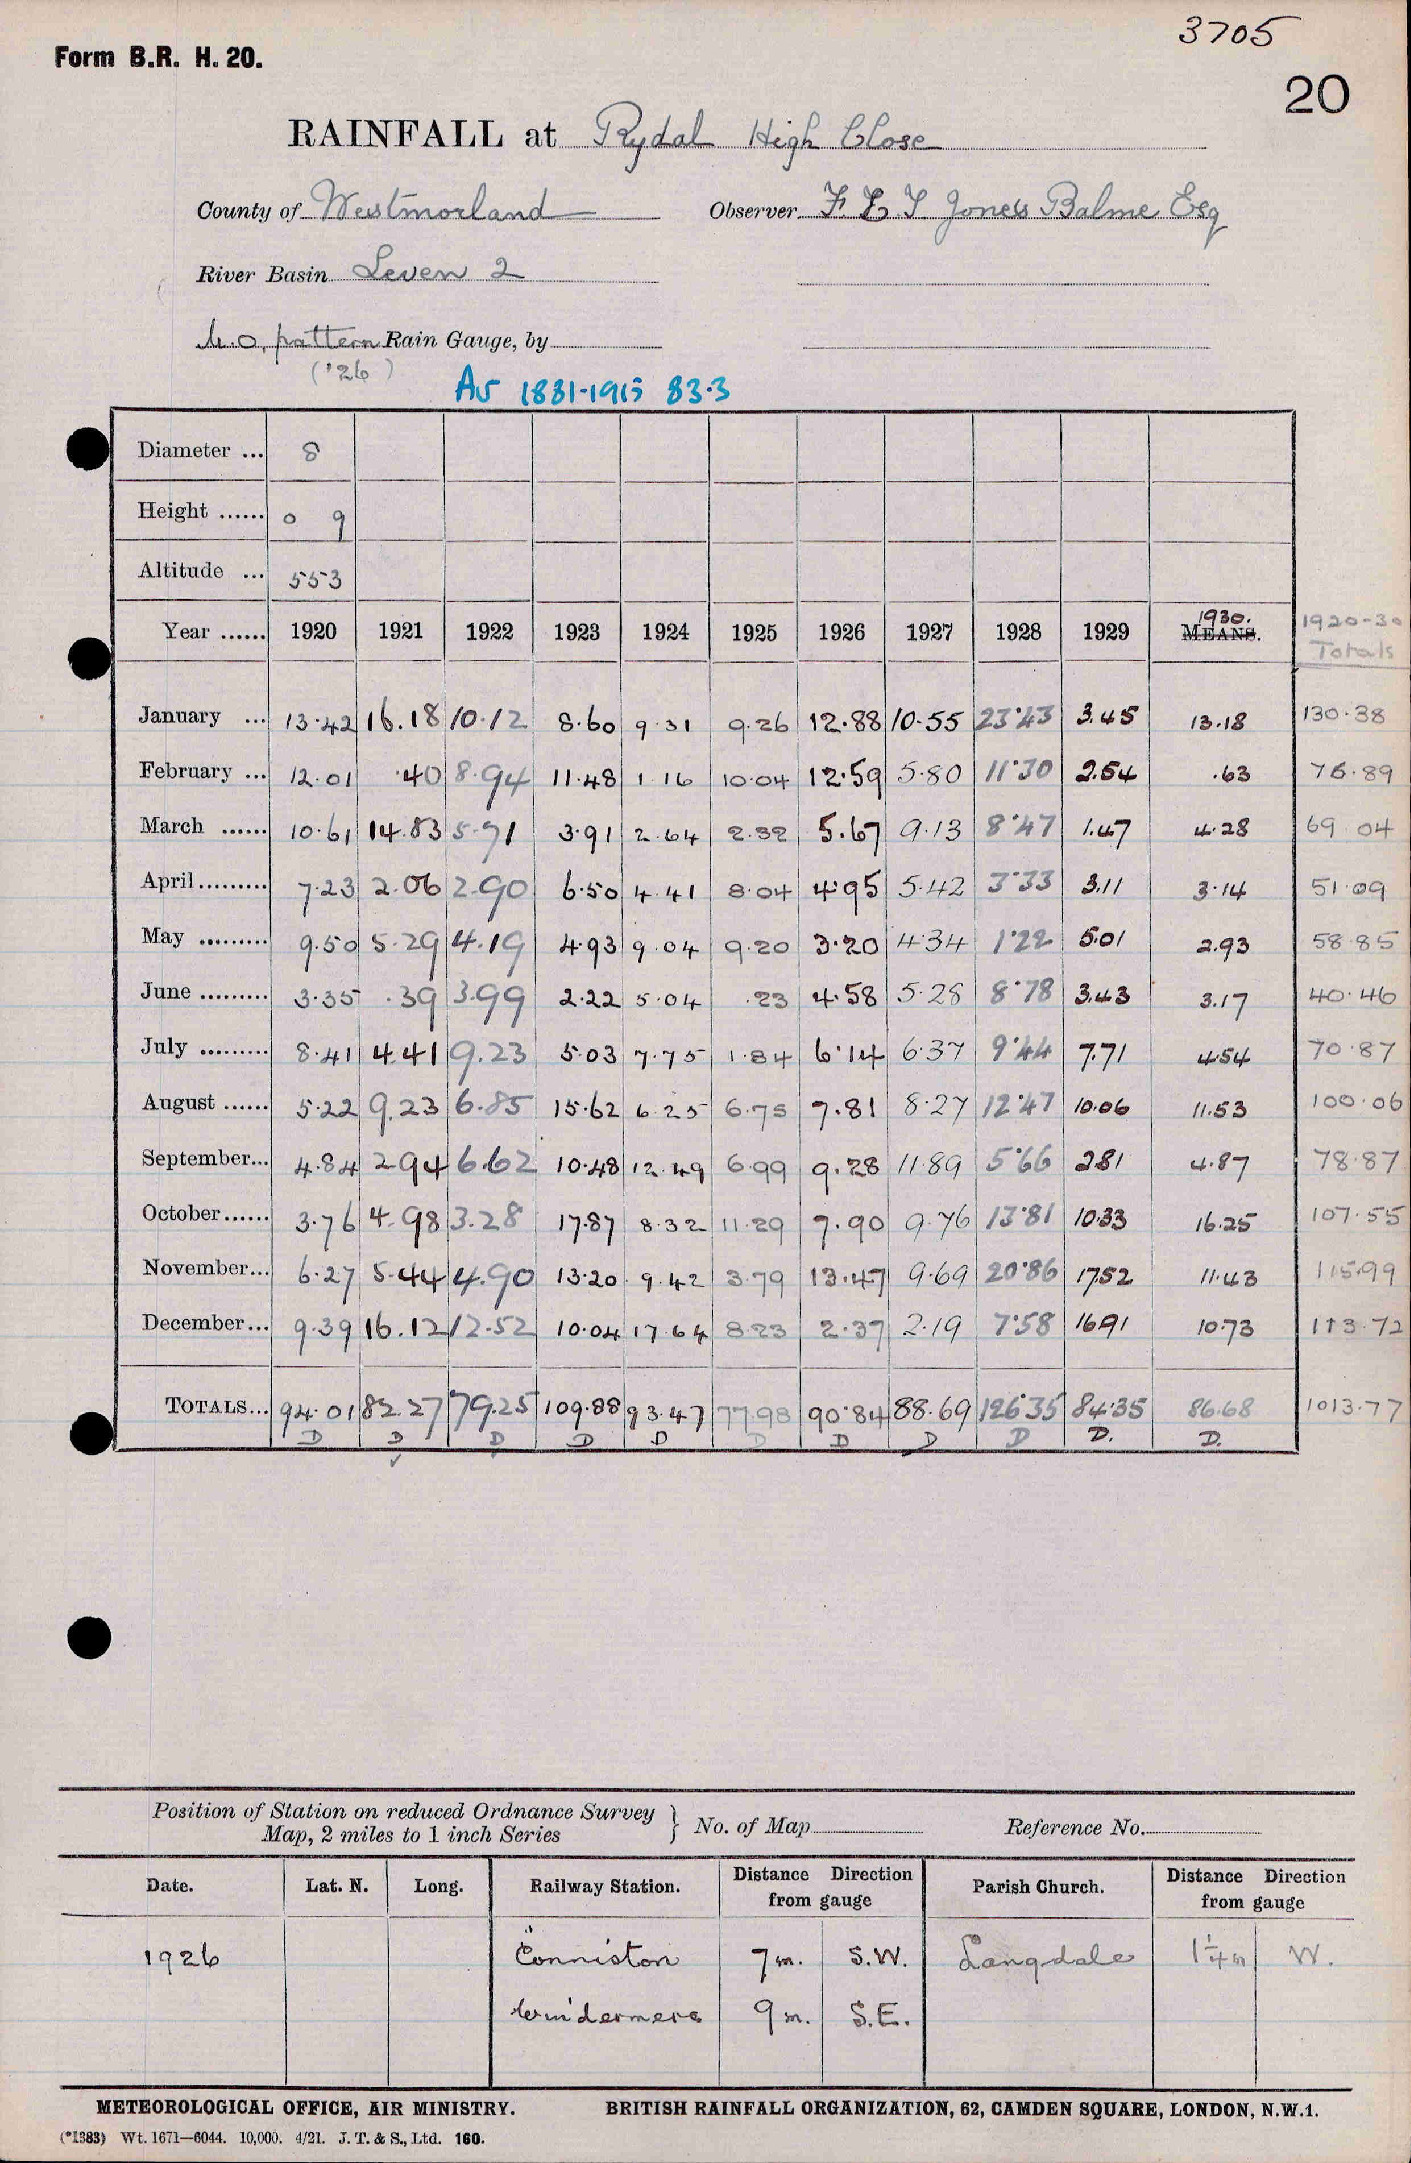 3705
Form B.R. H. 20.
20
RAINFALL at Rydal High Close
County of Westmorland Observer F L T Jones Balme Esq
River Basin Leven 2
M.O. pattern Rain Gauge, by
('26)
Av 1881-1915 83.3
Diameter ... 8
Height ...... 0 9
Altitude ... 553
1930. 1920-30
Year ...... 1920 1921 1922 1923 1924 1925 1926 1927 1928 1929 MEANS. Totals
January ... 13.42 16.18 10.12 8.60 9.31 9.26 12.88 10.55 23.43 3.45 13.18 130.38
February ... 12.01 .40 8.94 11.48 1.16 10.04 12.59 5.80 11.30 2.54 .63 76.89
March ...... 10.61 14.83 5.71 3.91 2.64 2.32 5.67 9.13 8.47 1.47 4.28 69.04
April ......... 7.23 2.06 2.90 6.50 4.41 8.04 4.95 5.42 3.33 3.11 3.14 51.09
May ......... 9.50 5.29 4.19 4.93 9.04 9.20 3.20 4.34 1.22 5.01 2.93 58.85
June ......... 3.35 .39 3.99 2.22 5.04 .23 4.58 5.28 8.78 3.43 3.17 40.46
July ......... 8.41 4.41 9.23 5.03 7.75 1.84 6.14 6.37 9.44 7.71 4.54 70.87
August ...... 5.22 9.23 6.85 15.62 6.25 6.75 7.81 8.27 12.47 10.06 11.53 100.06
September... 4.84 2.94 6.62 10.48 12.49 6.99 9.28 11.89 5.66 2.81 4.87 78.87
October...... 3.76 4.98 3.28 17.87 8.32 11.29 7.90 9.76 13.81 10.33 16.25 107.55
November... 6.27 5.44 4.90 13.20 9.42 3.79 13.47 9.69 20.86 17.52 11.43 115.99
December... 9.39 16.12 12.52 10.04 17.64 8.23 2.37 2.19 7.58 16.91 10.73 113.72
TOTALS... 94.01 82.27 79.25 109.88 93.47 77.98 90.84 88.69 126.35 84.35 86.68 1013.77
D D D D D D D D D D. D.
Position of Station on reduced Ordnance Survey
Map, 2 miles to 1 inch Series } No. of Map Reference No.
Date. Lat. N. Long. Railway Station. Distance Direction from gauge Parish Church. Distance Direction from gauge
1926 Conniston 7 m. S.W. Langdale 1¼ m W.
Windermere 9 m. S.E.
METEOROLOGICAL OFFICE, AIR MINISTRY. BRITISH RAINFALL ORGANIZATION, 62, CAMDEN SQUARE, LONDON, N.W.1.
(*1383) Wt. 1671—6044. 10,000. 4/21. J. T. & S., Ltd. 160.